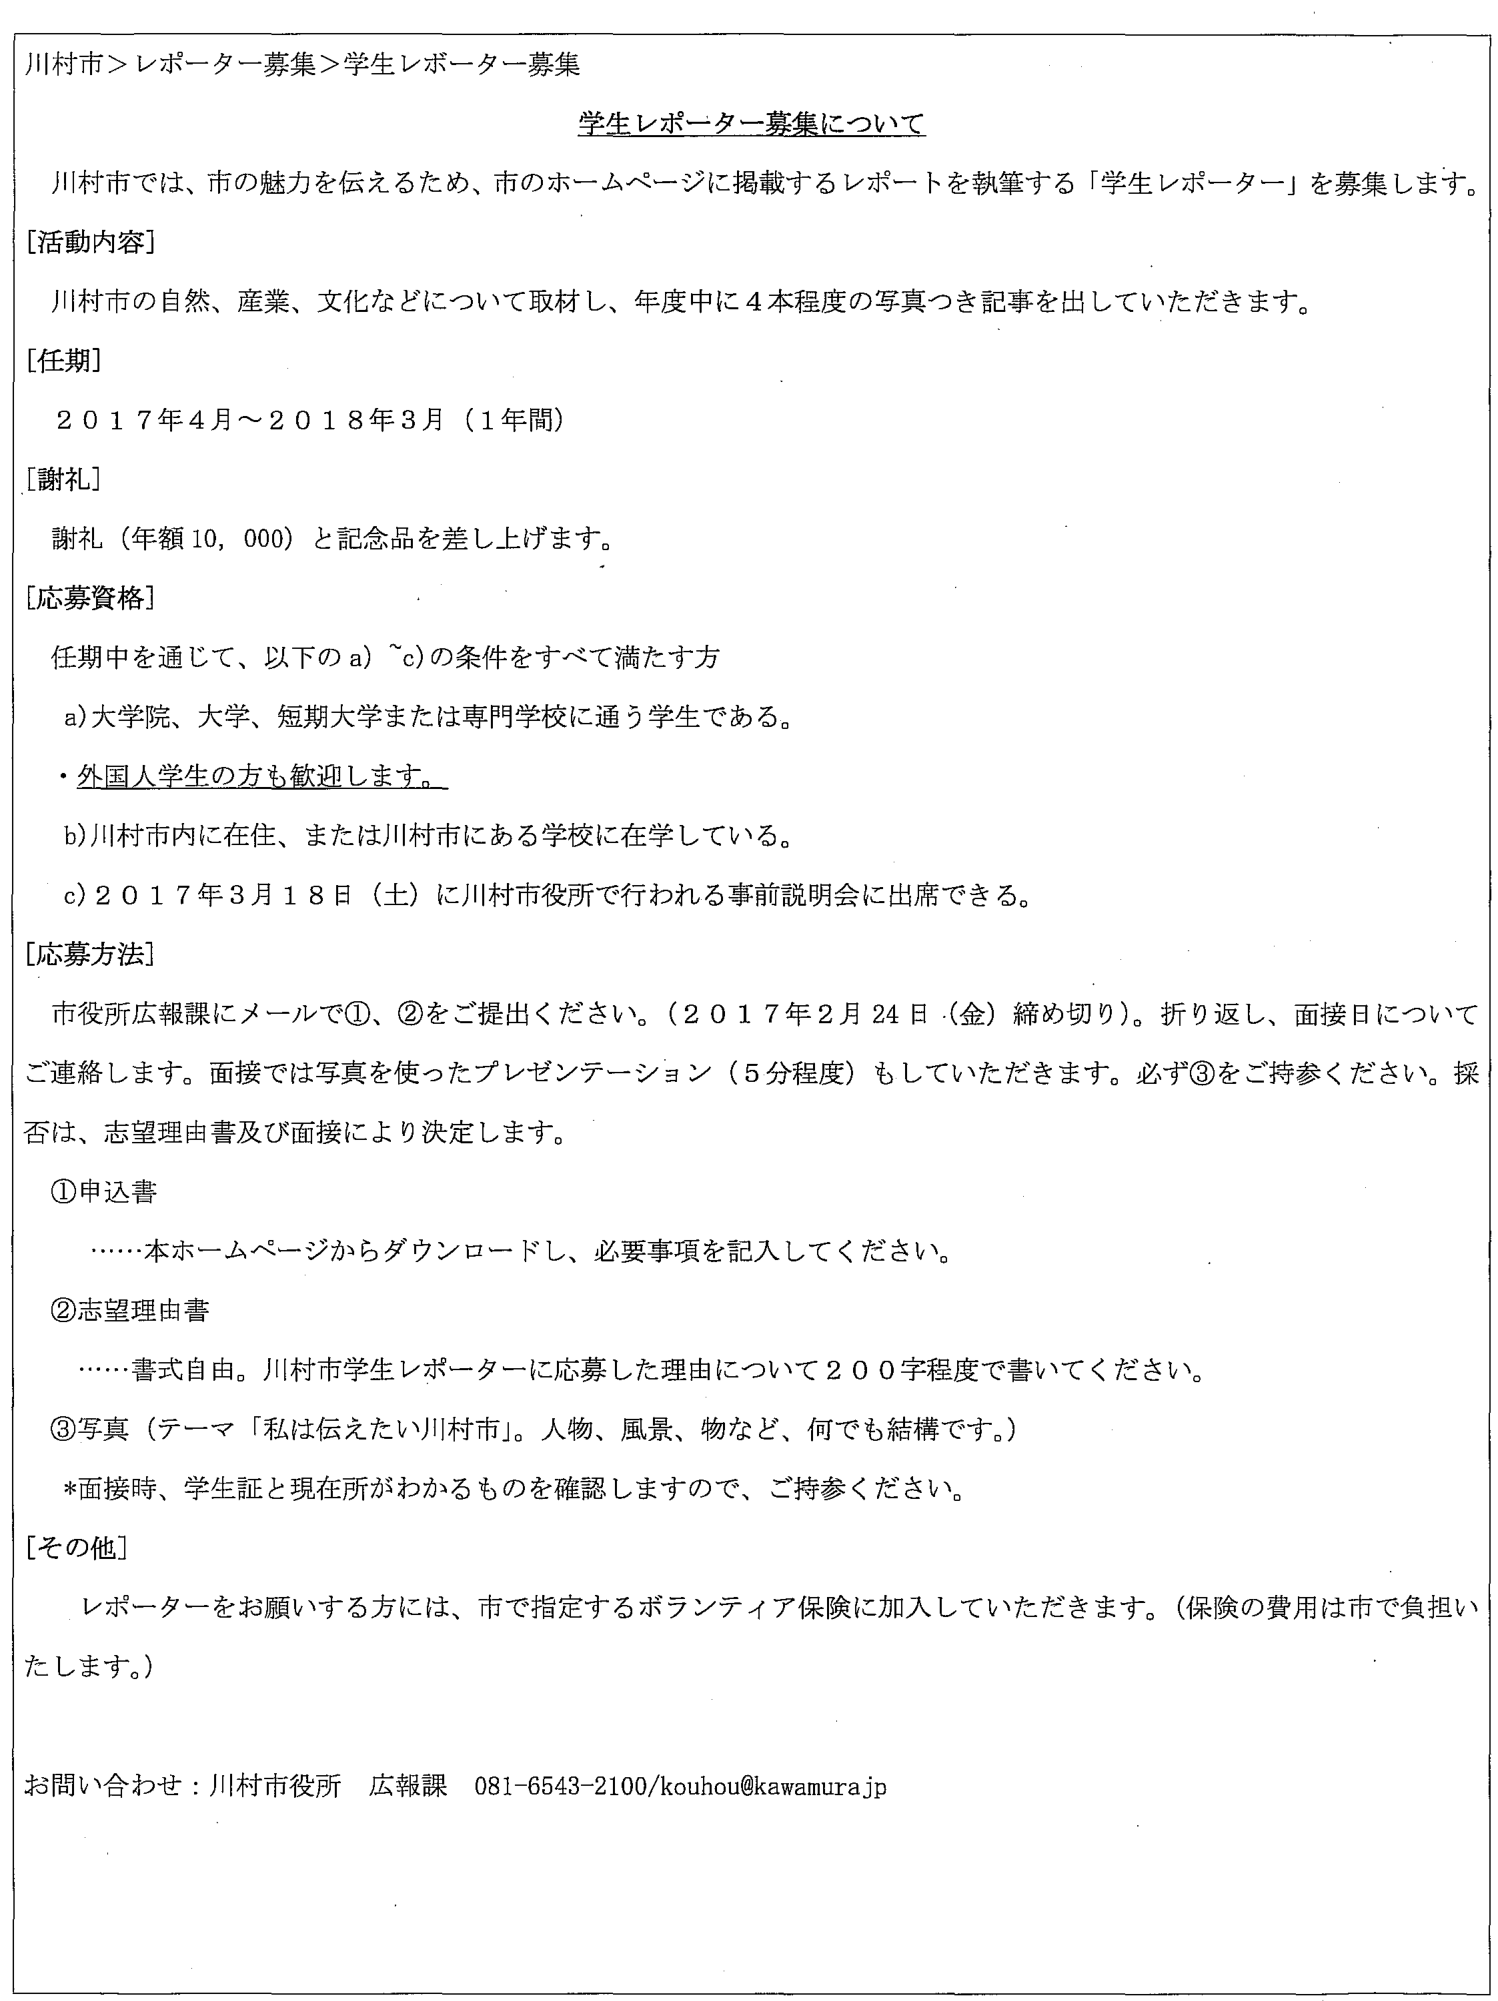 川村市＞レポーター募集＞学生レボーター募集
学生レポーター募集について
川村市では、市の魅力を伝えるため、市のホームページに掲載するレポートを執筆する「学生レポーター」を募集します。
[活動内容]
川村市の自然、産業、文化などについて取材し、年度中に４本程度の写真つき記事を出していただきます。
[任期]
２０１７年４月～２０１８年３月（１年間）
[謝礼]
謝礼（年額 10，000）と記念品を差し上げます。
[応募資格]
任期中を通じて、以下の a）~c)の条件をすべて満たす方
a)大学院、大学、短期大学または専門学校に通う学生である。
・外国人学生の方も歓迎します。
b)川村市内に在住、または川村市にある学校に在学している。
c)２０１７年３月１８日（土）に川村市役所で行われる事前説明会に出席できる。
[応募方法]
市役所広報課にメールで①、②をご提出ください。（２０１７年２月 24 日（金）締め切り）。折り返し、面接日について
ご連絡します。面接では写真を使ったプレゼンテーション（５分程度）もしていただきます。必ず③をご持参ください。採
否は、志望理由書及び面接により決定します。
①申込書
……本ホームページからダウンロードし、必要事項を記入してください。
②志望理由書
……書式自由。川村市学生レポーターに応募した理由について２００字程度で書いてください。
③写真（テーマ「私は伝えたい川村市」。人物、風景、物など、何でも結構です。）
*面接時、学生証と現在所がわかるものを確認しますので、ご持参ください。
[その他]
レポーターをお願いする方には、市で指定するボランティア保険に加入していただきます。（保険の費用は市で負担い
たします。）
お問い合わせ：川村市役所　広報課　081-6543-2100/kouhou@kawamurajp